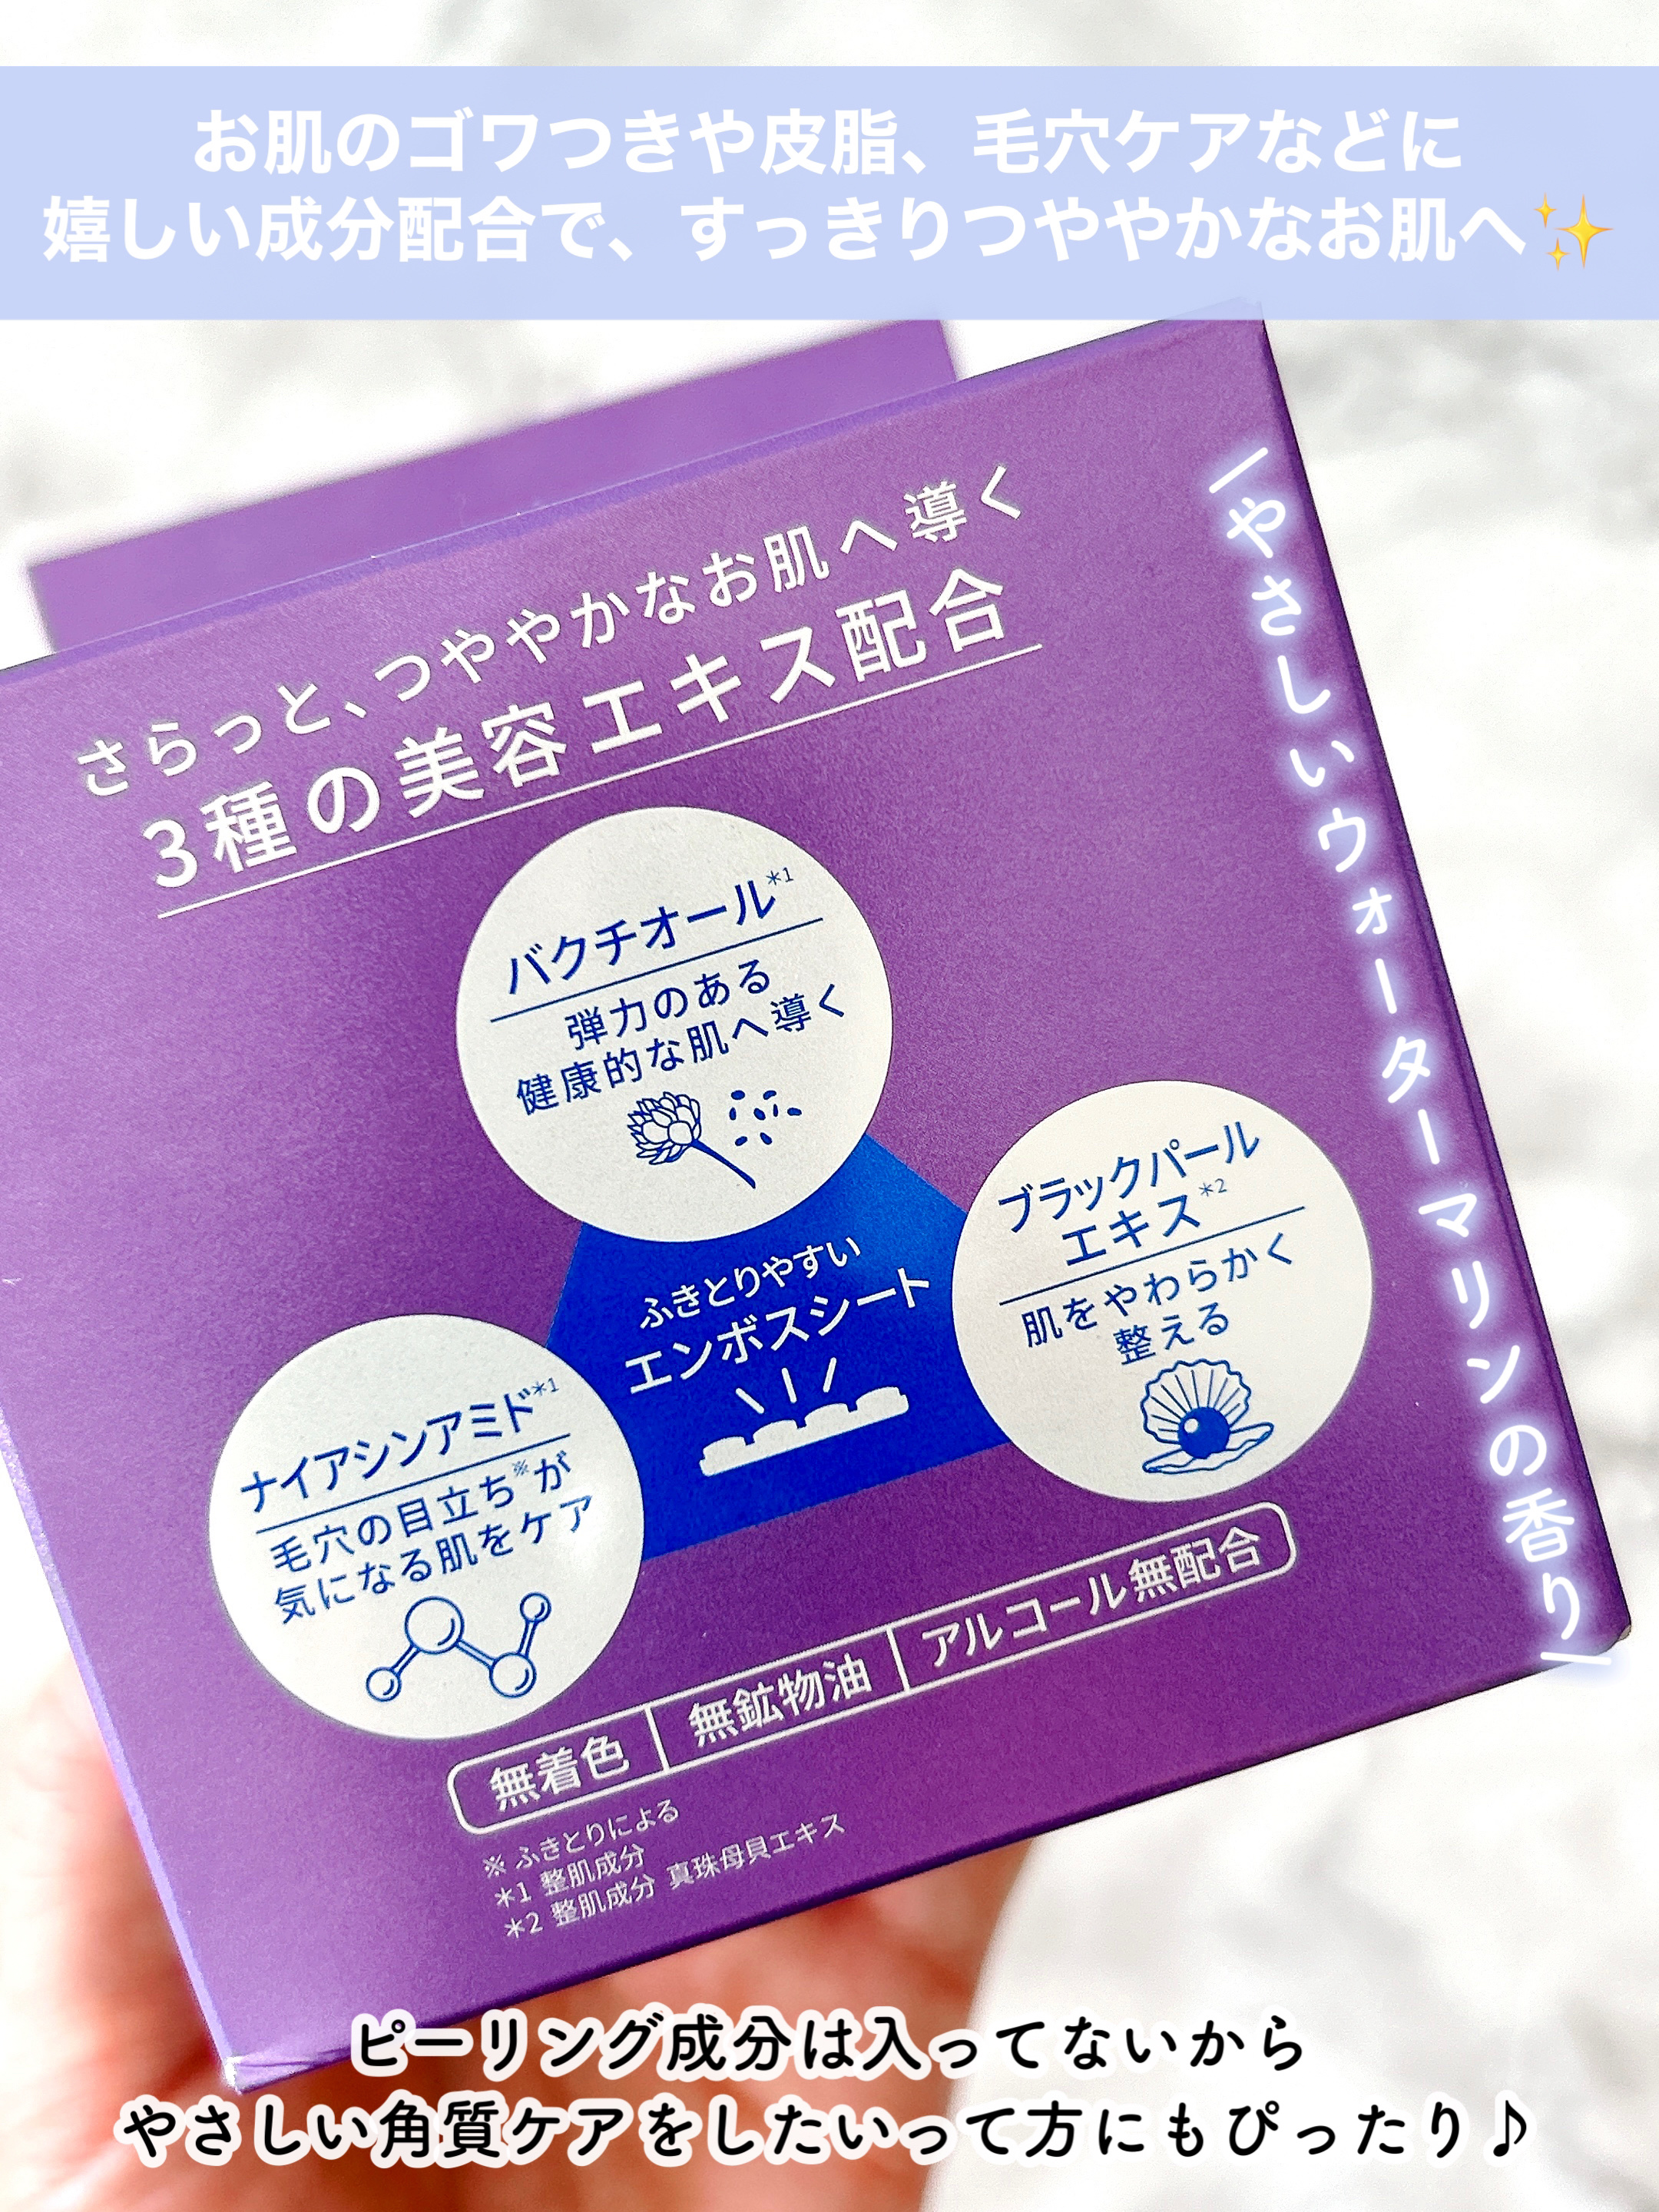 お肌のゴワつきや皮脂、毛穴ケアなどに
嬉しい成分配合で、すっきりつややかなお肌へ✨
さらっと、つややかなお肌へ導く
3種の美容エキス配合
バクチオール*1
弾力のある
健康的な肌へ導く
ブラックパール
エキス*2
肌をやわらかく
整える
ふきとりやすい
エンボスシート
ナイアシンアミド*1
毛穴の目立ち※が
気になる肌をケア
無着色|無鉱物油|アルコール無配合
※ ふきとりによる
*1 整肌成分
*2 整肌成分 真珠母貝エキス
やさしいウォーターマリンの香り
ピーリング成分は入ってないから
やさしい角質ケアをしたいって方にもぴったり♪